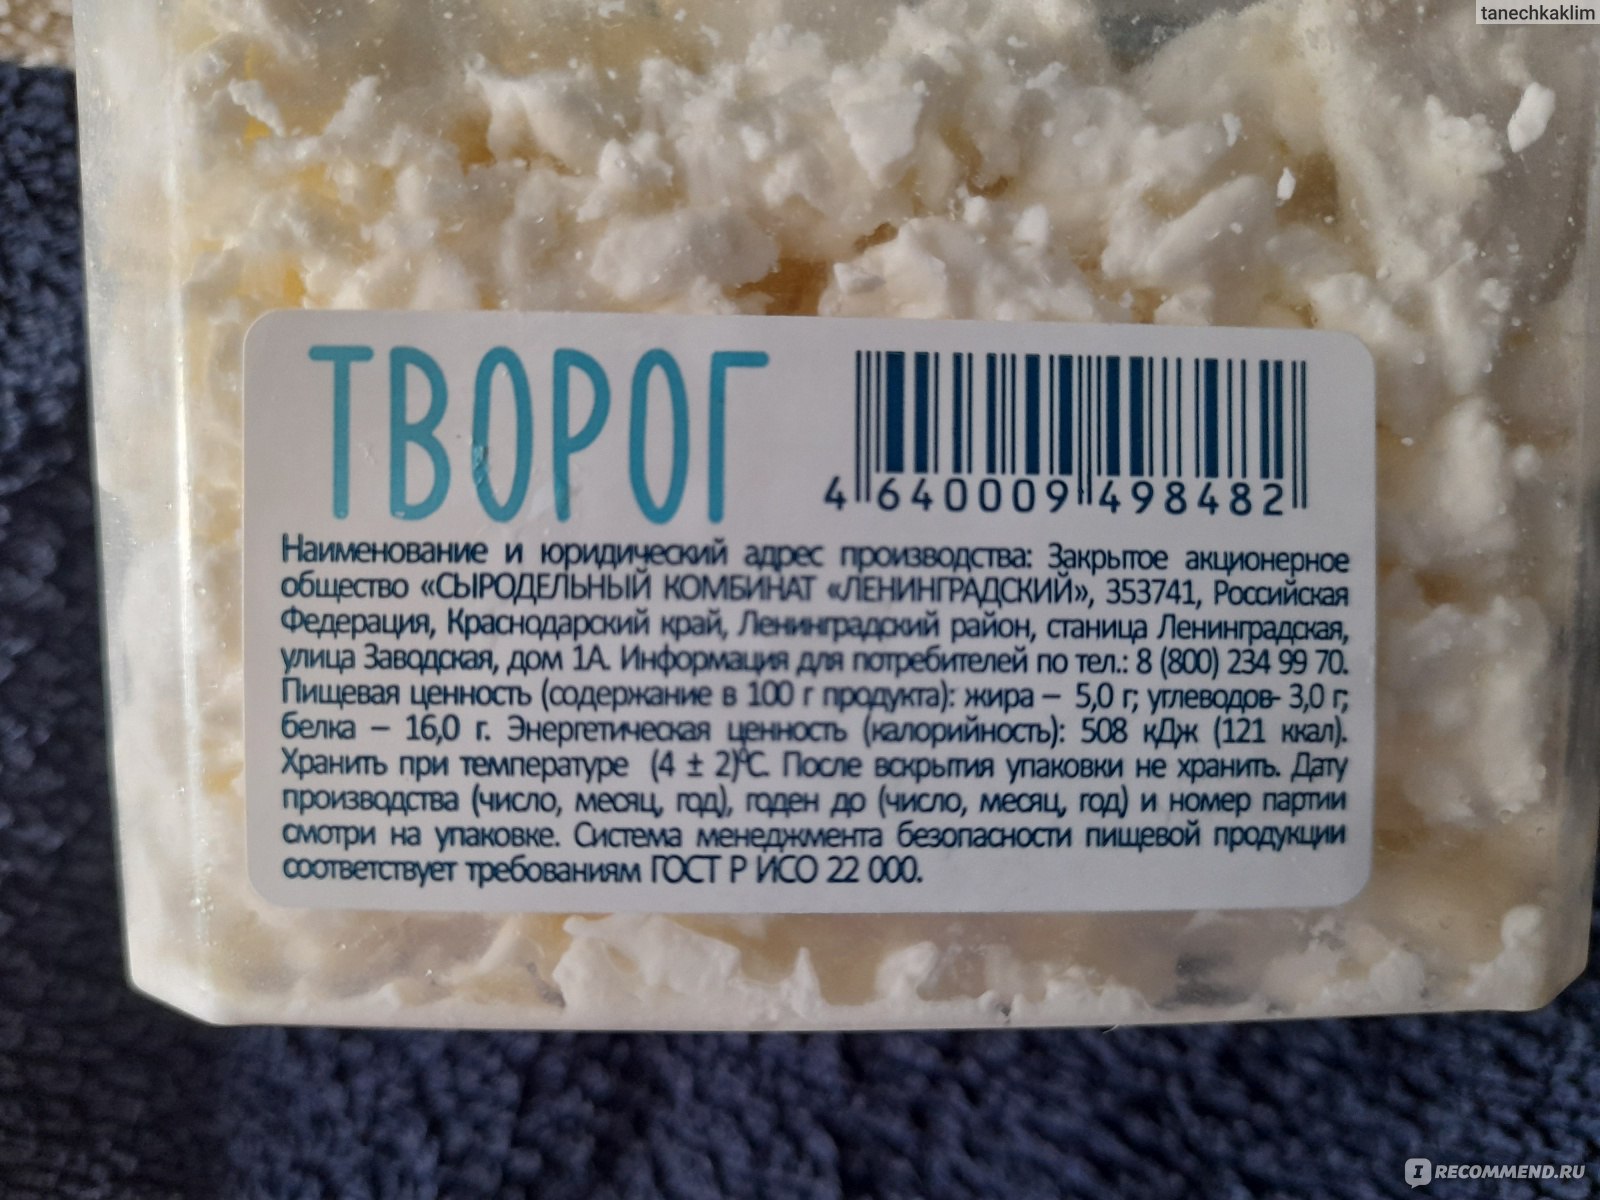 tanechkaklim
ТВОРОГ
4 640009 498482
Наименование и юридический адрес производства: Закрытое акционерное
общество «СЫРОДЕЛЬНЫЙ КОМБИНАТ «ЛЕНИНГРАДСКИЙ», 353741, Российская
Федерация, Краснодарский край, Ленинградский район, станица Ленинградская,
улица Заводская, дом 1А. Информация для потребителей по тел.: 8 (800) 234 99 70.
Пищевая ценность (содержание в 100 г продукта): жира – 5,0 г; углеводов- 3,0 г;
белка – 16,0 г. Энергетическая ценность (калорийность): 508 кДж (121 ккал).
Хранить при температуре (4 ± 2)°С. После вскрытия упаковки не хранить. Дату
производства (число, месяц, год), годен до (число, месяц, год) и номер партии
смотри на упаковке. Система менеджмента безопасности пищевой продукции
соответствует требованиям ГОСТ Р ИСО 22 000.
IRECOMMEND.RU